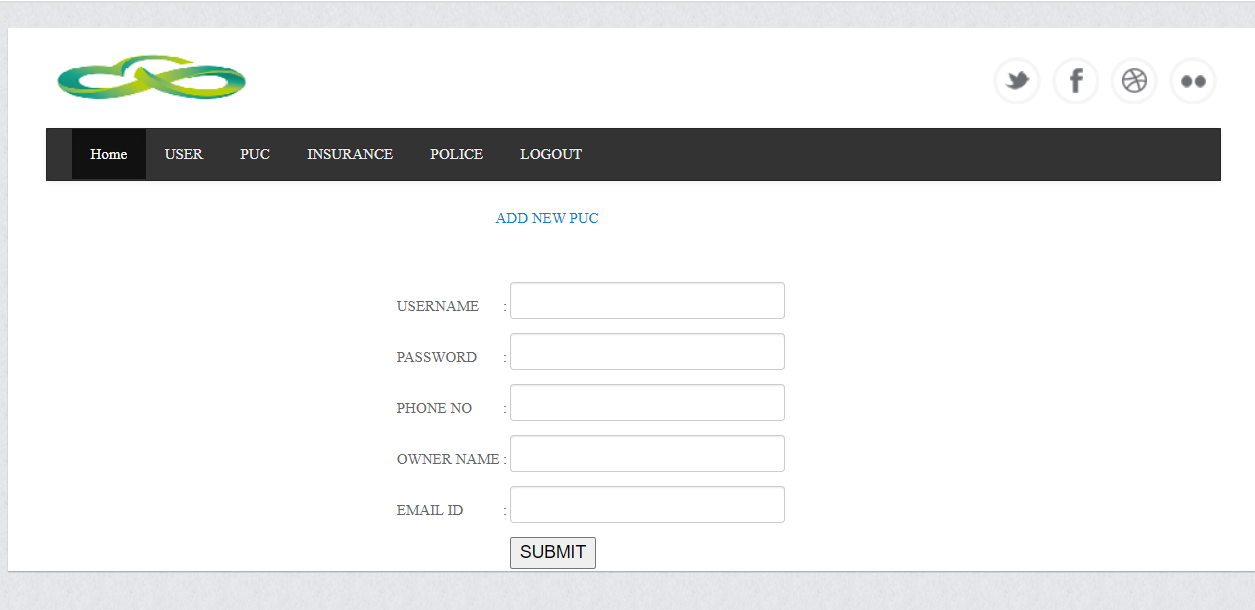 Home USER PUC INSURANCE POLICE LOGOUT
ADD NEW PUC
USERNAME :
PASSWORD :
PHONE NO :
OWNER NAME :
EMAIL ID :
SUBMIT